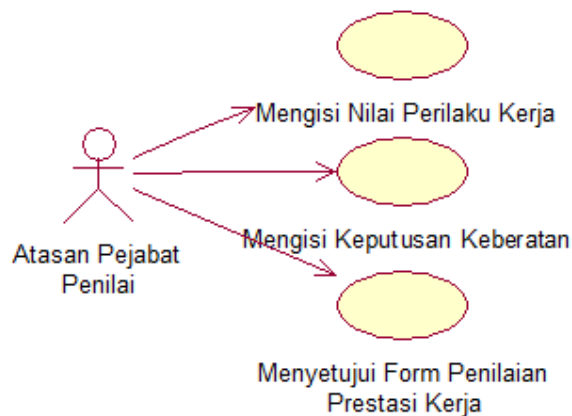 Mengisi Nilai Perilaku Kerja
Atasan Pejabat
Penilai
Mengisi Keputusan Keberatan
Menyetujui Form Penilaian
Prestasi Kerja